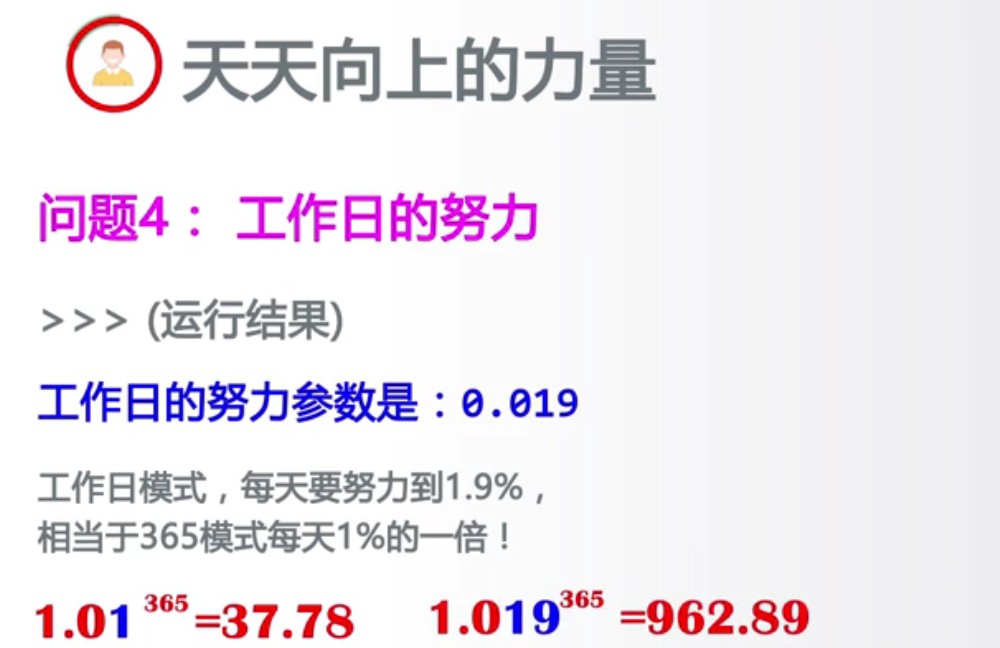 天天向上的力量
问题4： 工作日的努力
>>> (运行结果)
工作日的努力参数是：0.019
工作日模式，每天要努力到1.9%，
相当于365模式每天1%的一倍！
1.01^365=37.78 1.019^365=962.89